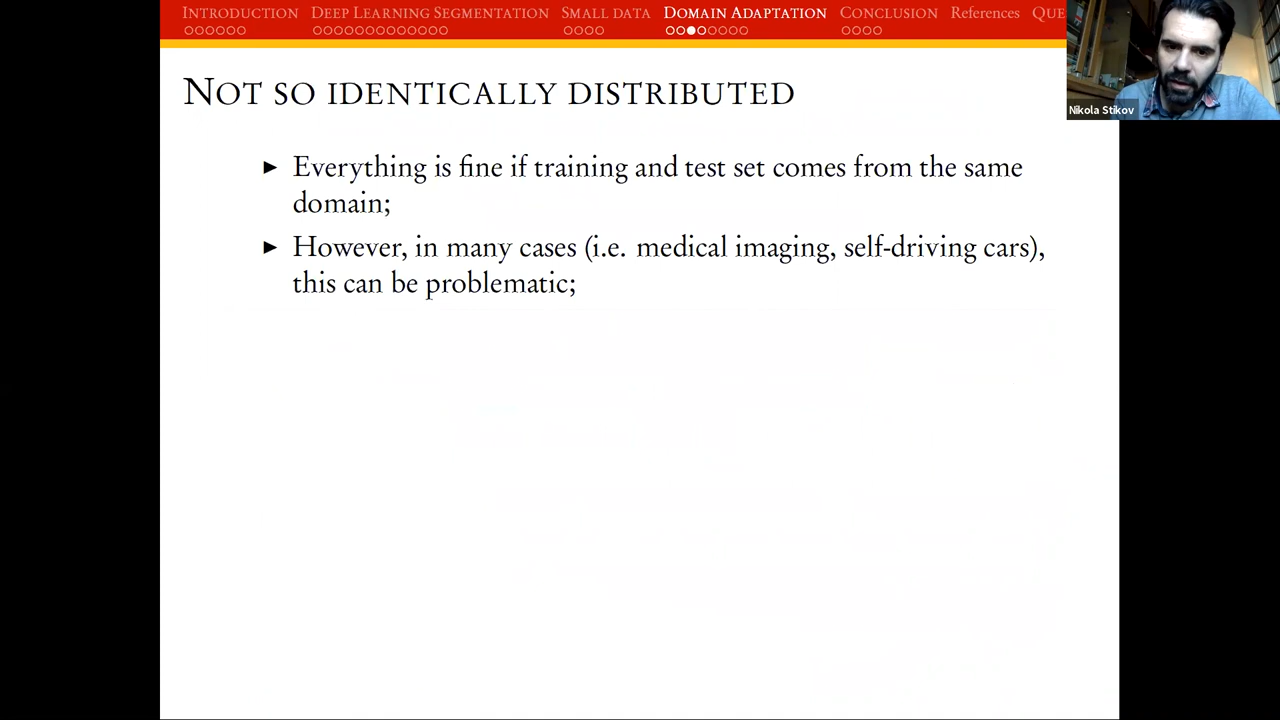 INTRODUCTION DEEP LEARNING SEGMENTATION SMALL DATA DOMAIN ADAPTATION CONCLUSION References
Nikola Stikov
NOT SO IDENTICALLY DISTRIBUTED
► Everything is fine if training and test set comes from the same
domain;
► However, in many cases (i.e. medical imaging, self-driving cars),
this can be problematic;